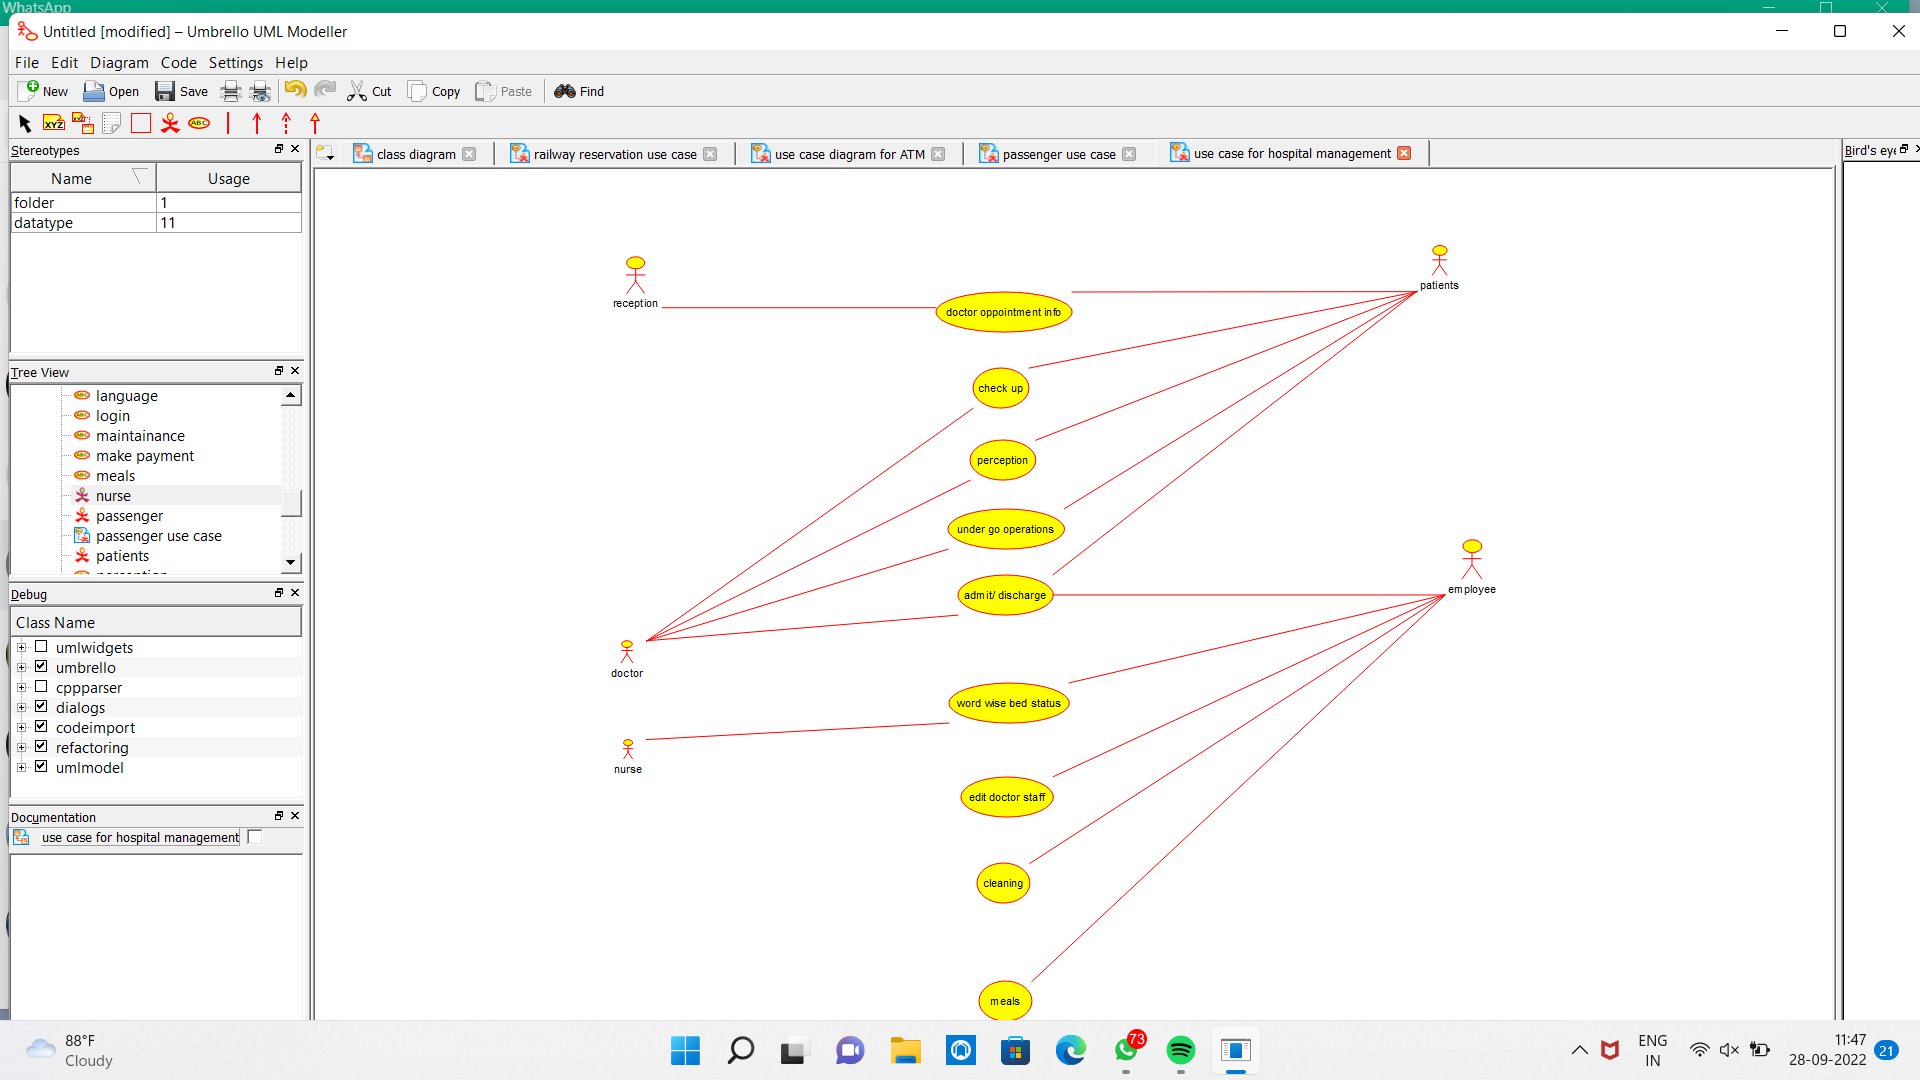 WhatsApp
Untitled [modified] – Umbrello UML Modeller
File Edit Diagram Code Settings Help
New Open Save Cut Copy Paste Find
XYZ XYZ ABC
Stereotypes
Name Usage
folder 1
datatype 11
Tree View
language
login
maintainance
make payment
meals
nurse
passenger
passenger use case
patients
perception
Debug
Class Name
umlwidgets
umbrello
cppparser
dialogs
codeimport
refactoring
umlmodel
Documentation
use case for hospital management
class diagram
railway reservation use case
use case diagram for ATM
passenger use case
use case for hospital management
Bird's eye
reception
patients
doctor oppointment info
check up
perception
under go operations
employee
admit/ discharge
doctor
word wise bed status
nurse
edit doctor staff
cleaning
meals
88°F
Cloudy
73
ENG
IN
11:47
28-09-2022
21